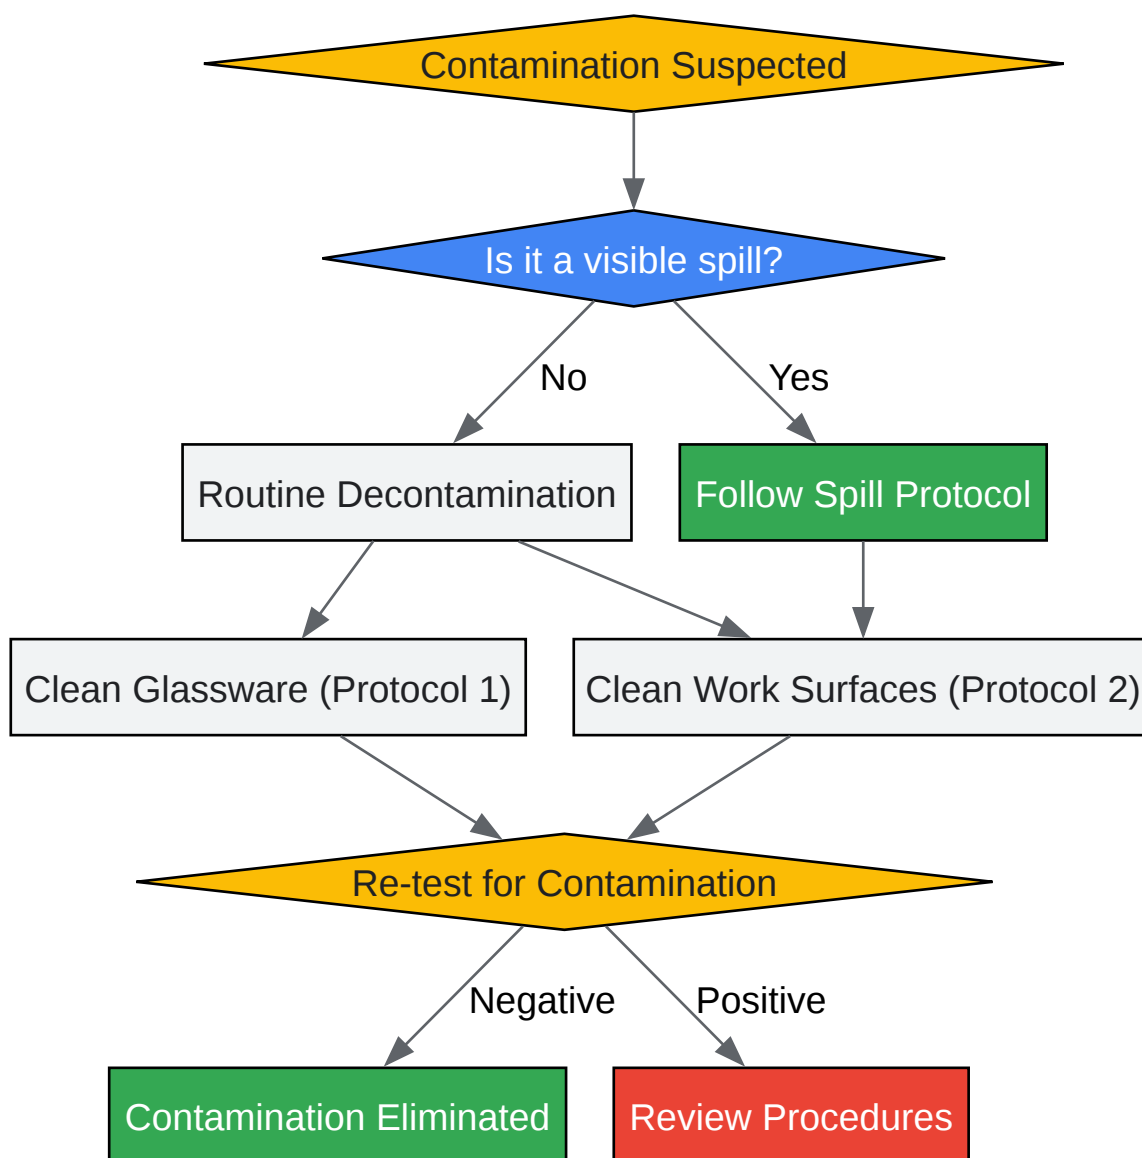 Contamination Suspected
Is it a visible spill?
No
Yes
Routine Decontamination
Follow Spill Protocol
Clean Glassware (Protocol 1)
Clean Work Surfaces (Protocol 2)
Re-test for Contamination
Negative
Positive
Contamination Eliminated
Review Procedures